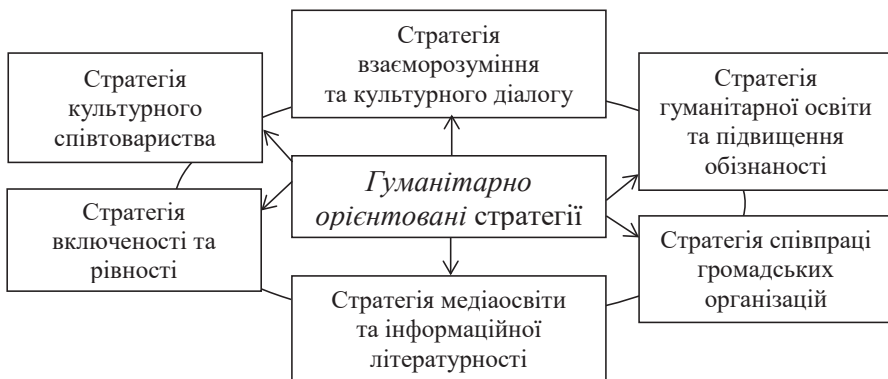 Стратегія
взаєморозуміння
та культурного діалогу
Стратегія
культурного
співтовариства
Стратегія
гуманітарної освіти
та підвищення
обізнаності
Гуманітарно
орієнтовані стратегії
Стратегія
включеності та
рівності
Стратегія співпраці
громадських
організацій
Стратегія медіаосвіти
та інформаційної
літературності